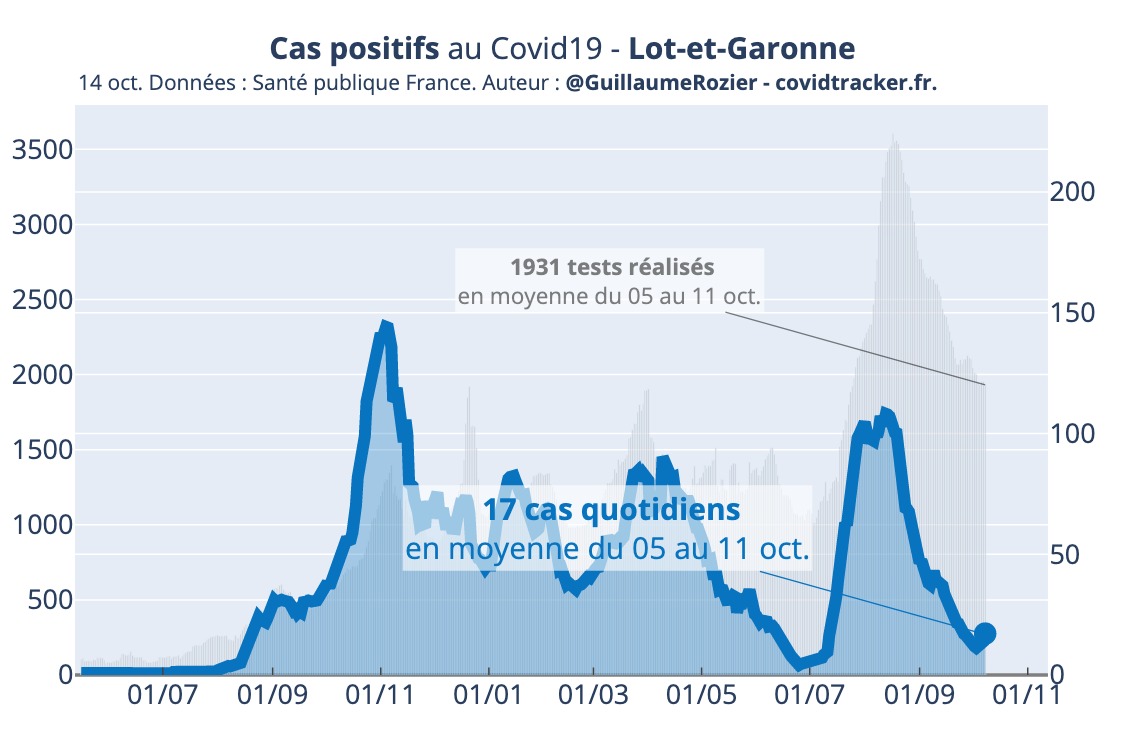 Cas positifs au Covid19 - Lot-et-Garonne
14 oct. Données : Santé publique France. Auteur : @GuillaumeRozier - covidtracker.fr.
3500
3000
2500
2000
1500
1000
500
0
200
150
100
50
0
1931 tests réalisés
en moyenne du 05 au 11 oct.
17 cas quotidiens
en moyenne du 05 au 11 oct.
01/07 01/09 01/11 01/01 01/03 01/05 01/07 01/09 01/11